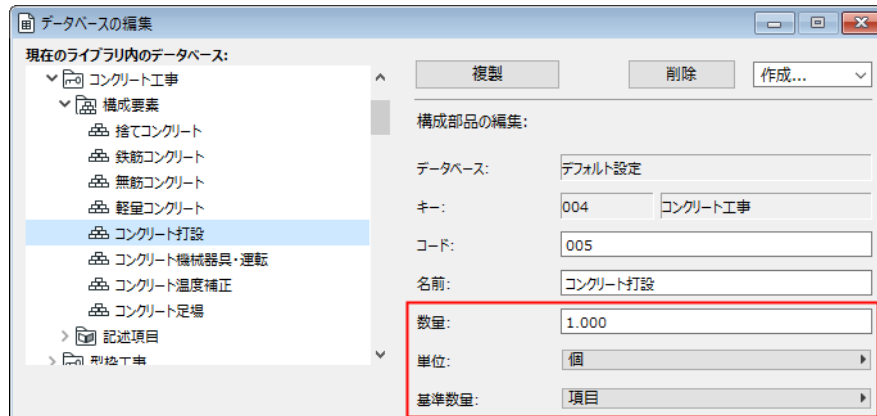 データベースの編集
現在のライブラリ内のデータベース:
コンクリート工事
構成要素
捨てコンクリート
鉄筋コンクリート
無筋コンクリート
軽量コンクリート
コンクリート打設
コンクリート機械器具・運転
コンクリート温度補正
コンクリート足場
記述項目
型枠工事
複製
削除
作成...
構成部品の編集:
データベース: デフォルト設定
キー: 004 コンクリート工事
コード: 005
名前: コンクリート打設
数量: 1.000
単位: 個
基準数量: 項目